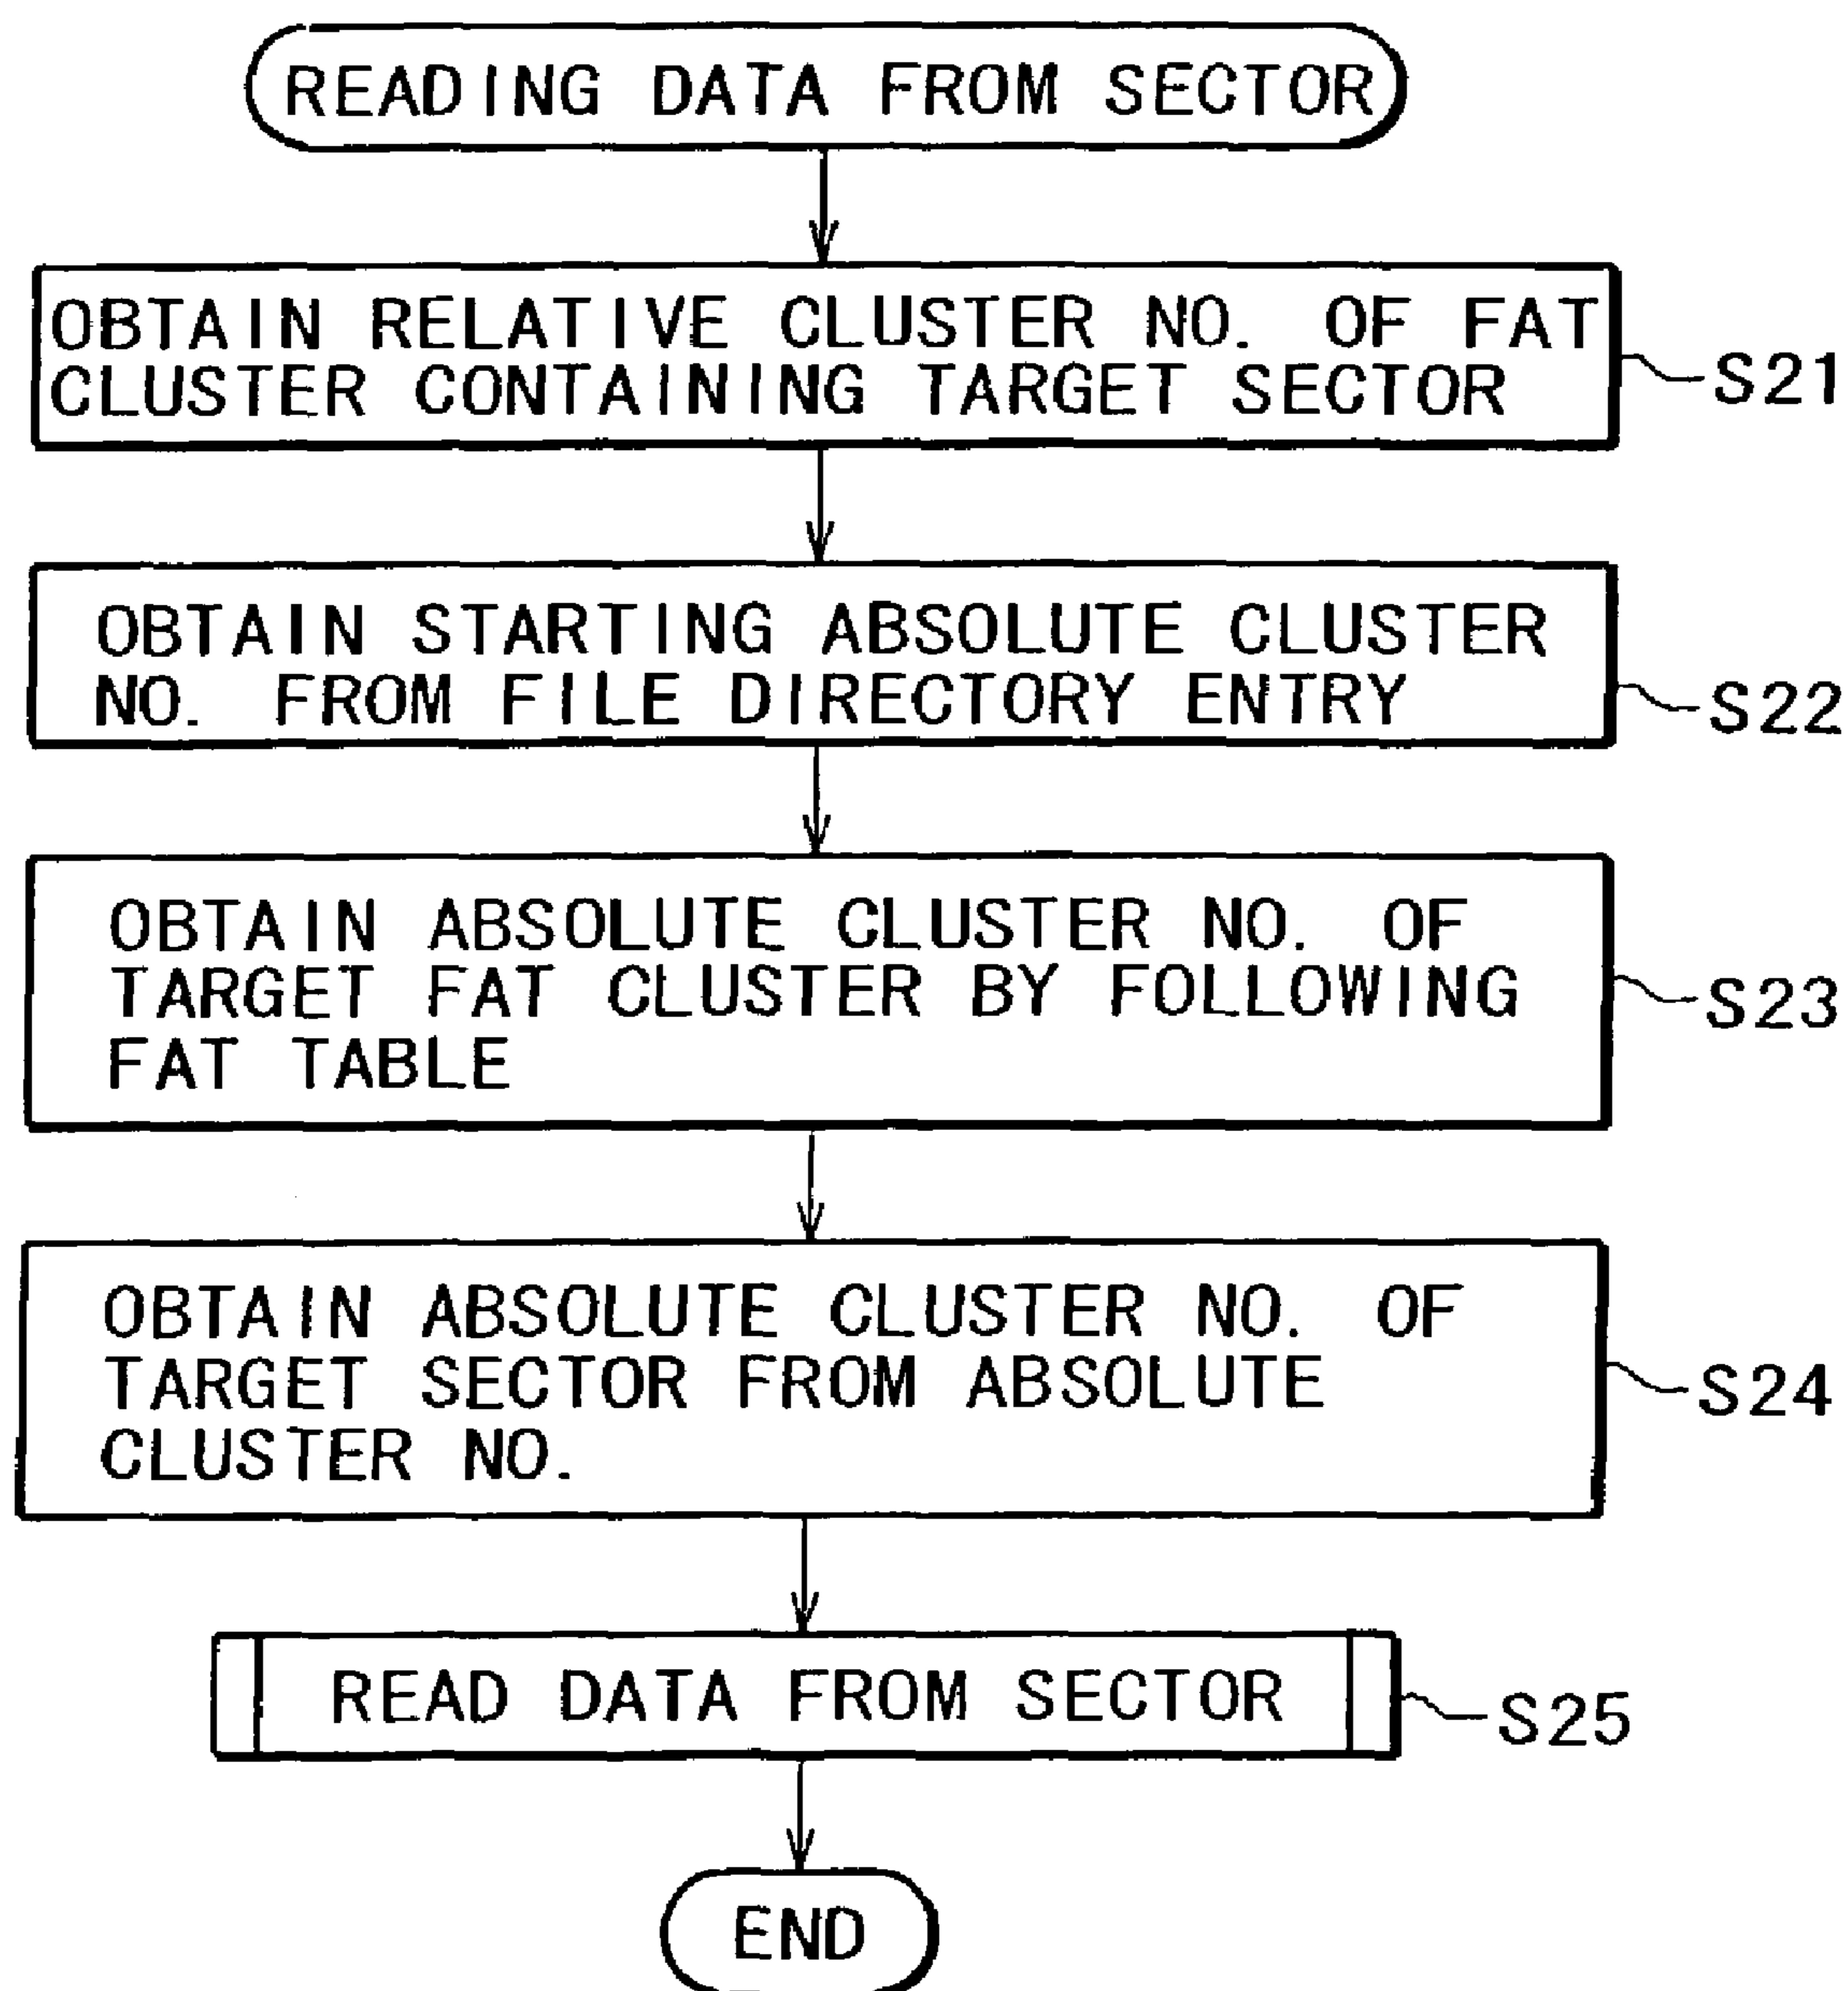 READING DATA FROM SECTOR
OBTAIN RELATIVE CLUSTER NO. OF FAT
CLUSTER CONTAINING TARGET SECTOR
S21
OBTAIN STARTING ABSOLUTE CLUSTER
NO. FROM FILE DIRECTORY ENTRY
S22
OBTAIN ABSOLUTE CLUSTER NO. OF
TARGET FAT CLUSTER BY FOLLOWING
FAT TABLE
S23
OBTAIN ABSOLUTE CLUSTER NO. OF
TARGET SECTOR FROM ABSOLUTE
CLUSTER NO.
S24
READ DATA FROM SECTOR
S25
END